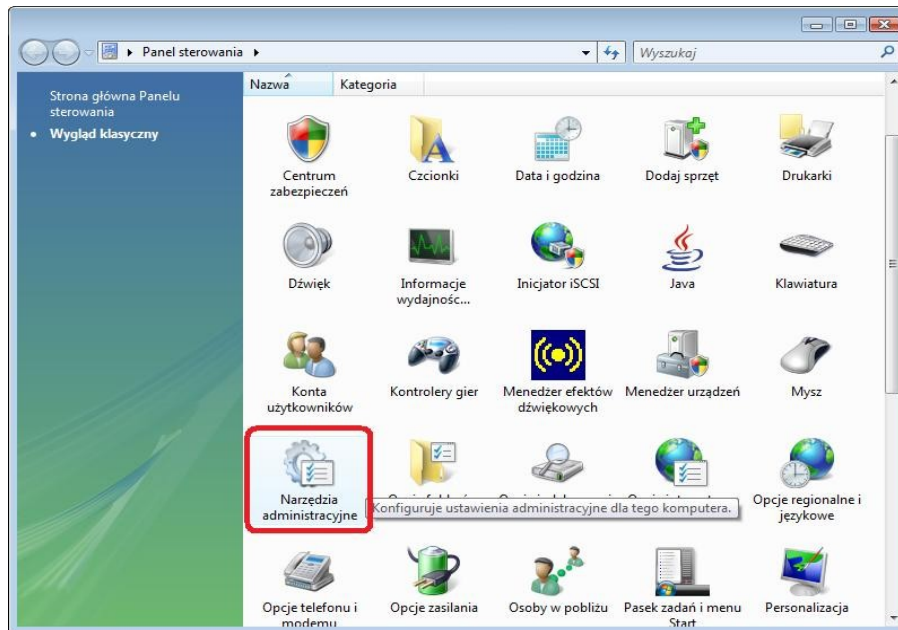 Panel sterowania
Wyszukaj
Strona główna Panelu
sterowania
Wygląd klasyczny
Nazwa Kategoria
Centrum
zabezpieczeń
Czcionki
Data i godzina
Dodaj sprzęt
Drukarki
Dźwięk
Informacje
wydajnośc...
Inicjator iSCSI
Java
Klawiatura
Konta
użytkowników
Kontrolery gier
Menedżer efektów
dźwiękowych
Menedżer urządzeń
Mysz
Narzędzia
administracyjne
Konfiguruje ustawienia administracyjne dla tego komputera.
Opcje regionalne i
językowe
Opcje telefonu i
modemu
Opcje zasilania
Osoby w pobliżu
Pasek zadań i menu
Start
Personalizacja